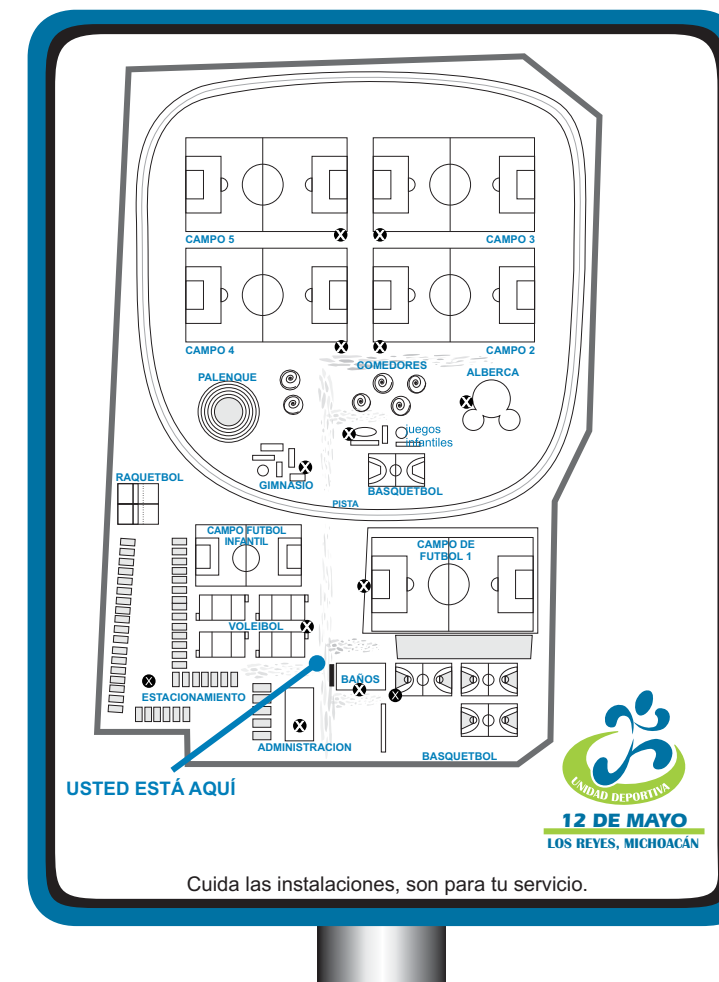 CAMPO 5
CAMPO 3
CAMPO 4
CAMPO 2
COMEDORES
PALENQUE
ALBERCA
juegos
infantiles
RAQUETBOL
GIMNASIO
BASQUETBOL
PISTA
CAMPO FUTBOL
INFANTIL
CAMPO DE
FUTBOL 1
VOLEIBOL
BAÑOS
ESTACIONAMIENTO
ADMINISTRACION
BASQUETBOL
USTED ESTÁ AQUÍ
UNIDAD DEPORTIVA
12 DE MAYO
LOS REYES, MICHOACÁN
Cuida las instalaciones, son para tu servicio.